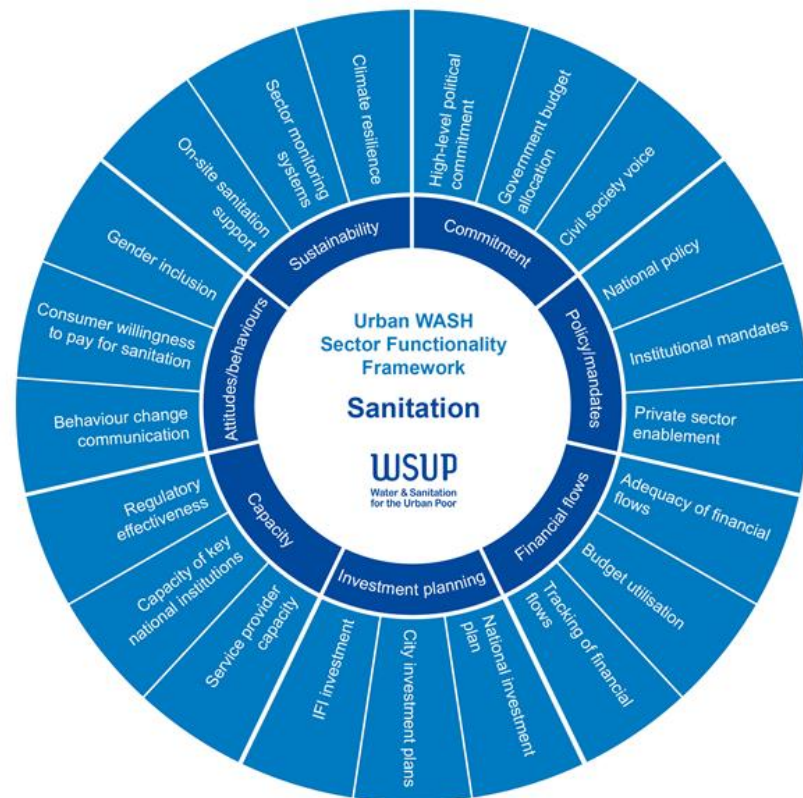 Urban WASH
Sector Functionality
Framework
Sanitation
WSUP
Water & Sanitation
for the Urban Poor
Commitment
High-level political
commitment
Government budget
allocation
Civil society voice
Policy/mandates
National policy
Institutional mandates
Private sector
enablement
Financial flows
Adequacy of financial
flows
Budget utilisation
Tracking of financial
flows
Investment planning
National investment
plan
City investment plans
IFI investment
Capacity
Service provider
capacity
Capacity of key
national institutions
Regulatory
effectiveness
Attitudes/behaviours
Behaviour change
communication
Consumer willingness
to pay for sanitation
Gender inclusion
Sustainability
On-site sanitation
support
Sector monitoring
systems
Climate resilience